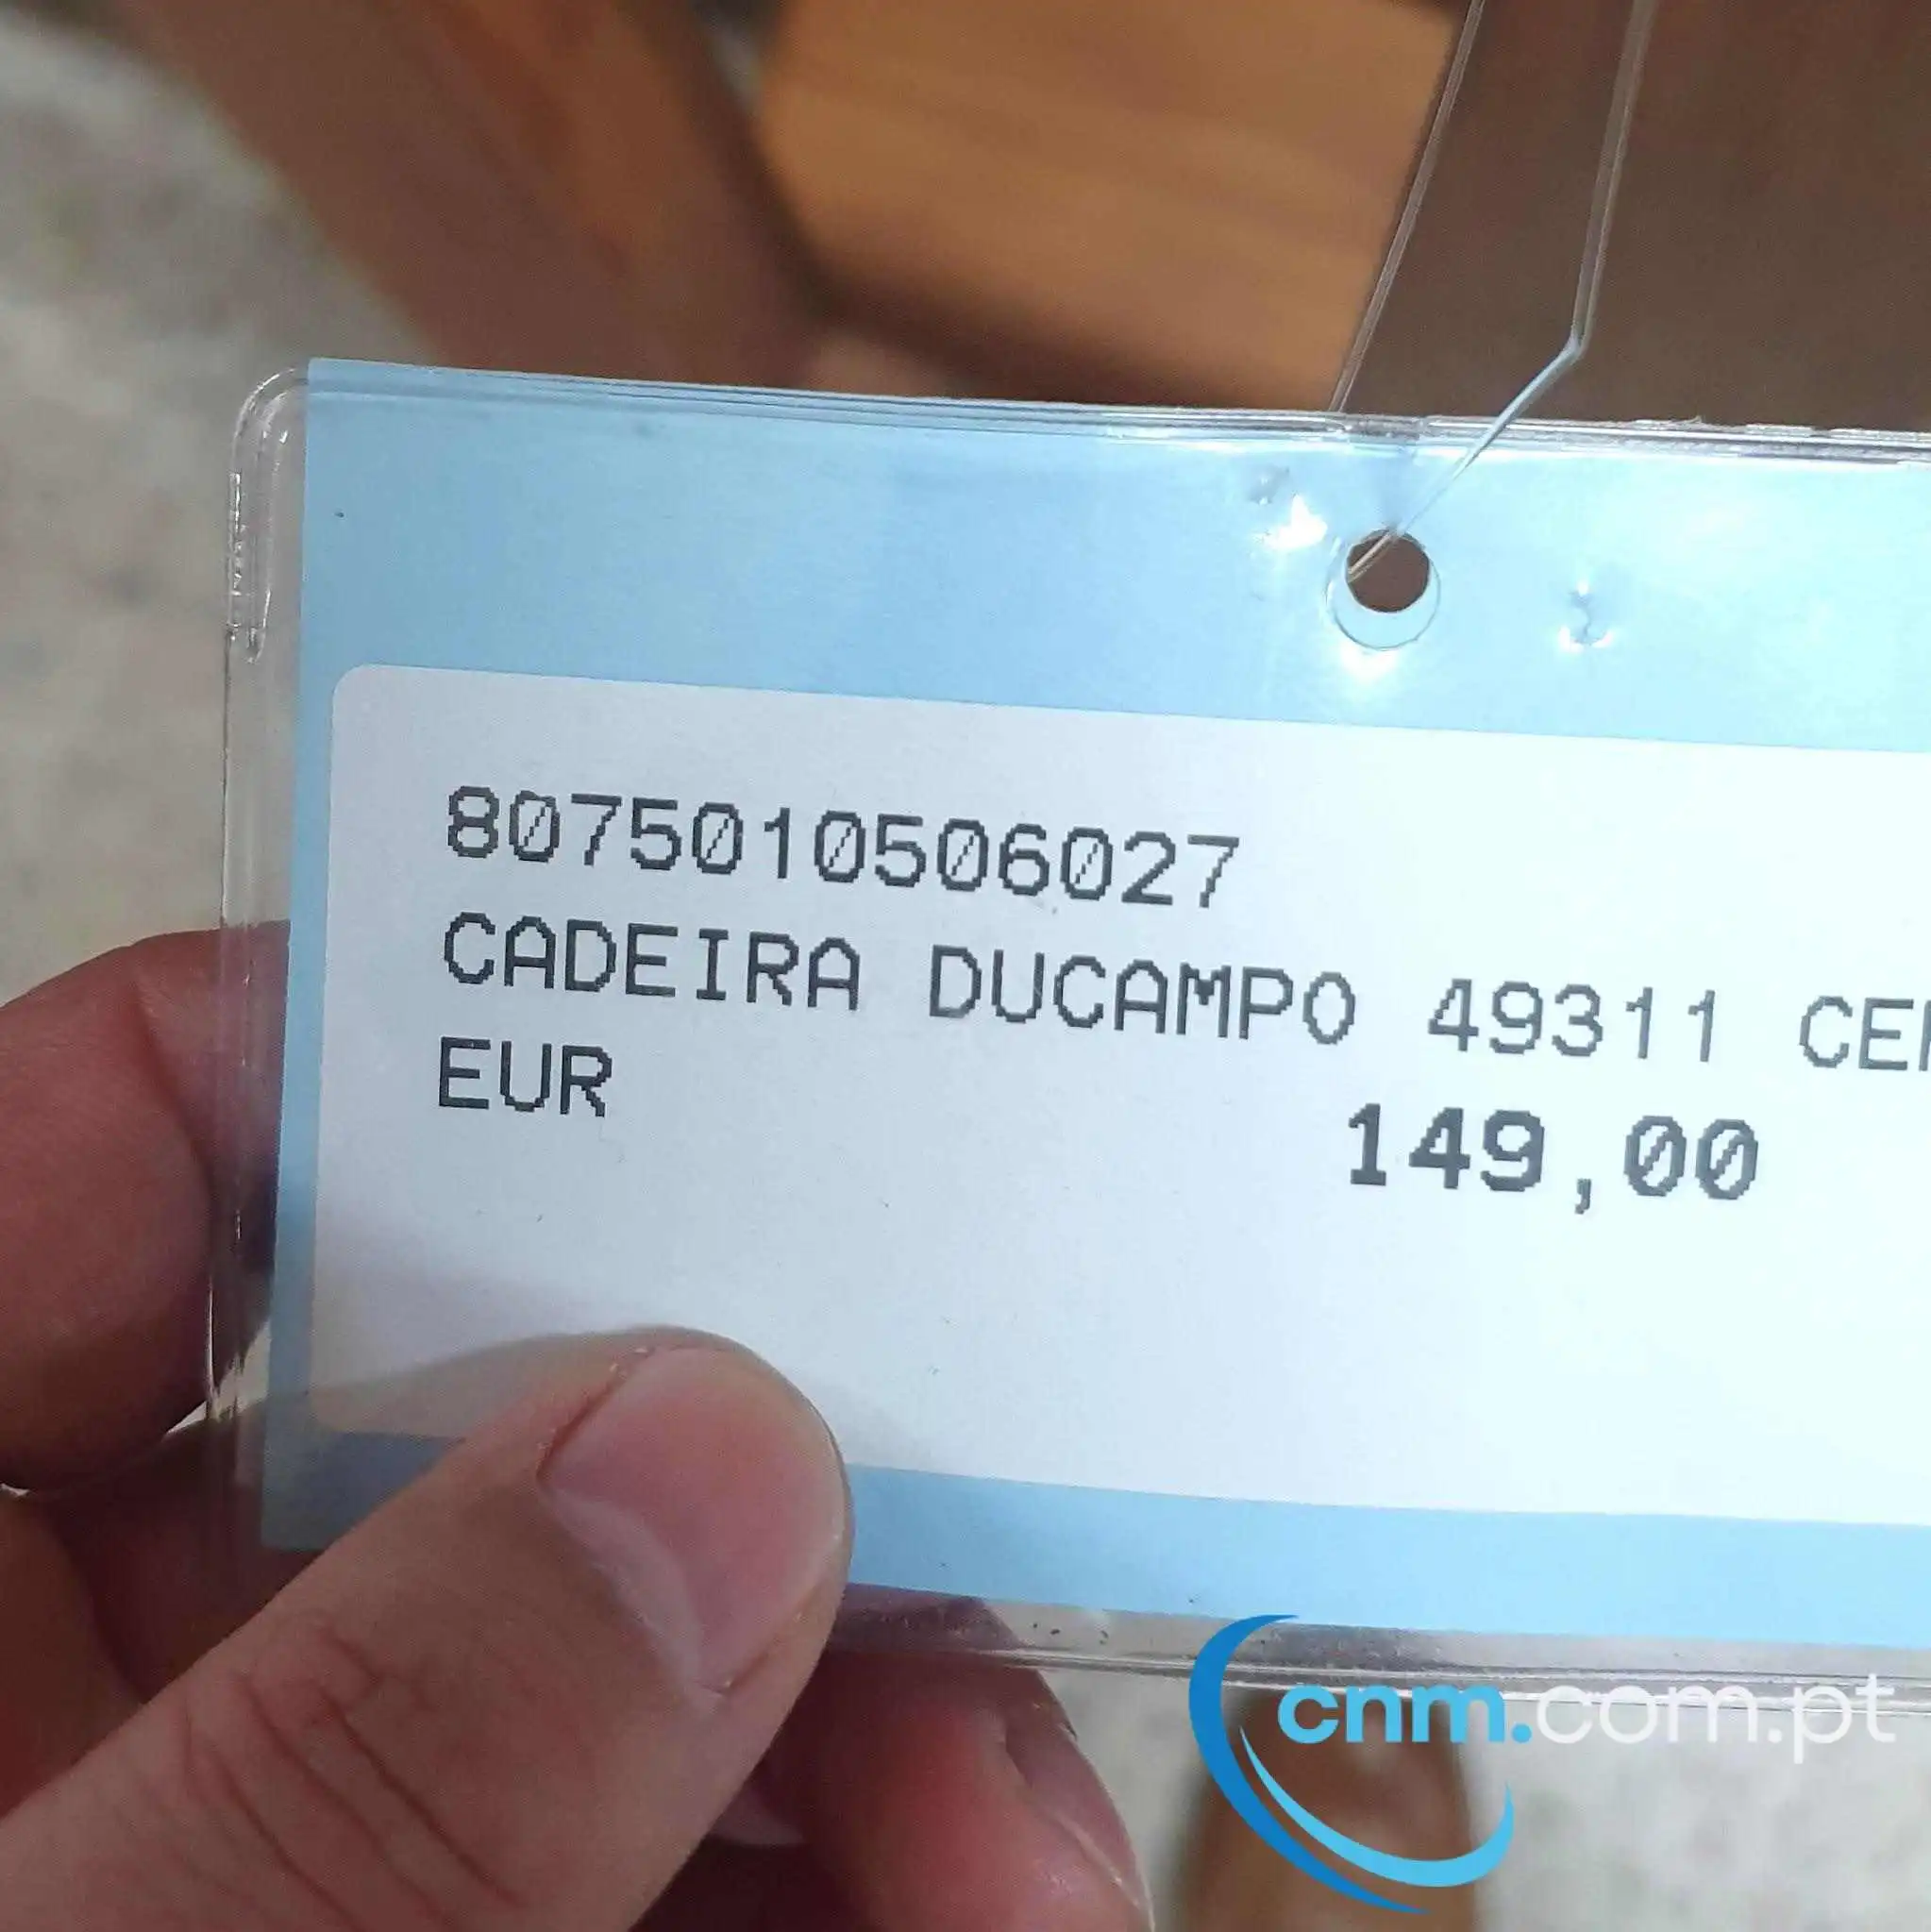 8075010506027
CADEIRA DUCAMPO 49311
EUR 149,00
cnm.com.pt